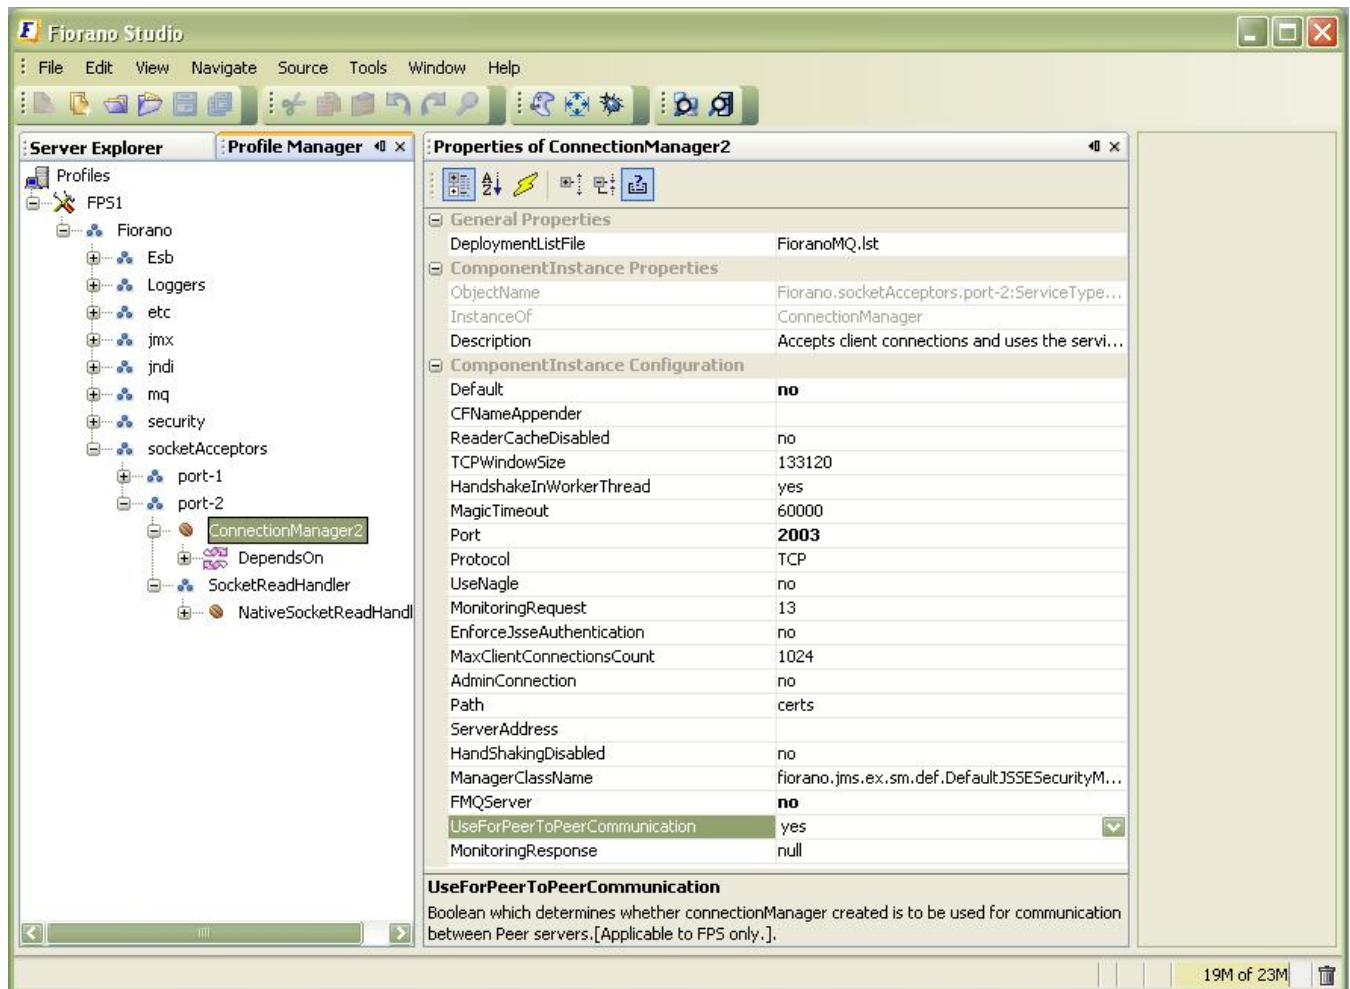 Fiorano Studio
File Edit View Navigate Source Tools Window Help
Server Explorer
Profile Manager
Profiles
FPS1
Fiorano
Esb
Loggers
etc
jmx
jndi
mq
security
socketAcceptors
port-1
port-2
ConnectionManager2
DependsOn
SocketReadHandler
NativeSocketReadHandl
Properties of ConnectionManager2
General Properties
DeploymentListFile FioranoMQ.lst
ComponentInstance Properties
ObjectName Fiorano.socketAcceptors.port-2:ServiceType...
InstanceOf ConnectionManager
Description Accepts client connections and uses the servi...
ComponentInstance Configuration
Default no
CFNameAppender
ReaderCacheDisabled no
TCPWindowSize 133120
HandshakeInWorkerThread yes
MagicTimeout 60000
Port 2003
Protocol TCP
UseNagle no
MonitoringRequest 13
EnforceJsseAuthentication no
MaxClientConnectionsCount 1024
AdminConnection no
Path certs
ServerAddress
HandShakingDisabled no
ManagerClassName fiorano.jms.ex.sm.def.DefaultJSSESecurityM...
FMQServer no
UseForPeerToPeerCommunication yes
MonitoringResponse null
UseForPeerToPeerCommunication
Boolean which determines whether connectionManager created is to be used for communication
between Peer servers.[Applicable to FPS only.].
19M of 23M